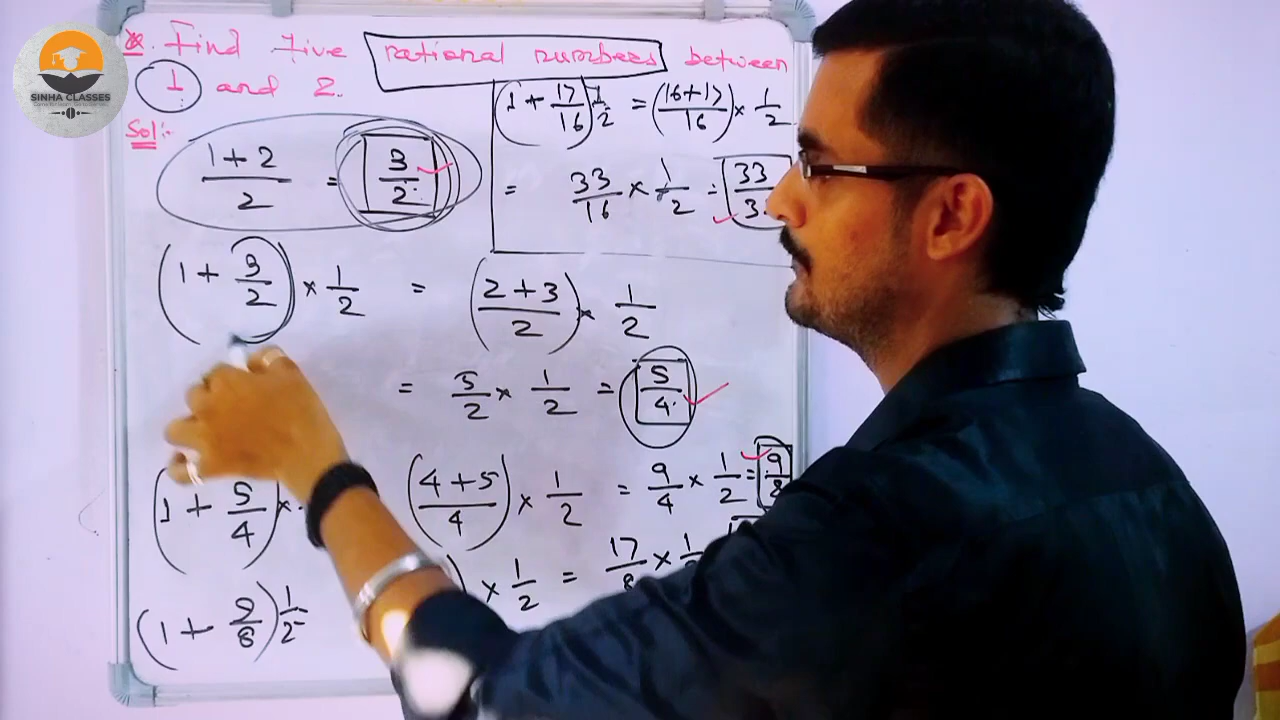 SINHA CLASSES
*. Find five rational numbers between
1 and 2.
Sol:-
1+2/2 = 3/2
(1 + 17/16) 1/2 = (16+17/16) × 1/2
= 33/16 × 1/2 = 33/3
(1 + 3/2) × 1/2 = (2+3/2) × 1/2
= 5/2 × 1/2 = 5/4
(1 + 5/4) × (4+5/4) × 1/2 = 9/4 × 1/2 = 9/8
(1 + 9/8) 1/2 × 1/2 = 17/8 × 1